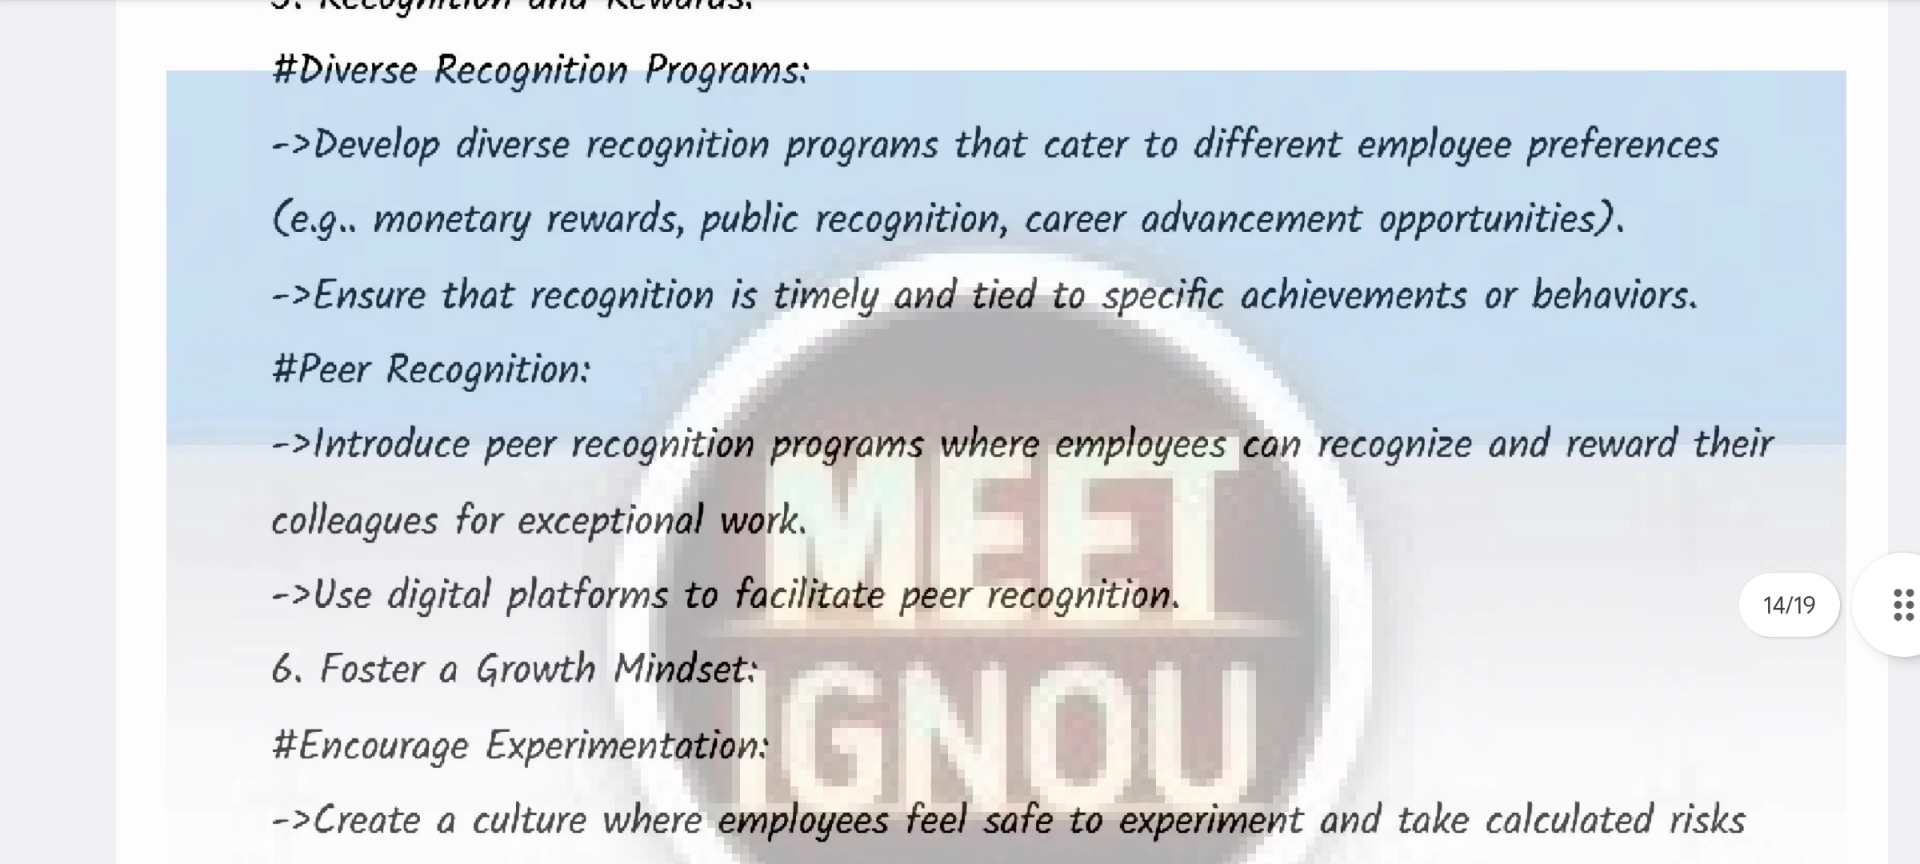 5. Recognition and Rewards:
#Diverse Recognition Programs:
->Develop diverse recognition programs that cater to different employee preferences
(e.g.. monetary rewards, public recognition, career advancement opportunities).
->Ensure that recognition is timely and tied to specific achievements or behaviors.
#Peer Recognition:
->Introduce peer recognition programs where employees can recognize and reward their
colleagues for exceptional work.
->Use digital platforms to facilitate peer recognition.
14/19
6. Foster a Growth Mindset:
#Encourage Experimentation:
->Create a culture where employees feel safe to experiment and take calculated risks
MEET
IGNOU